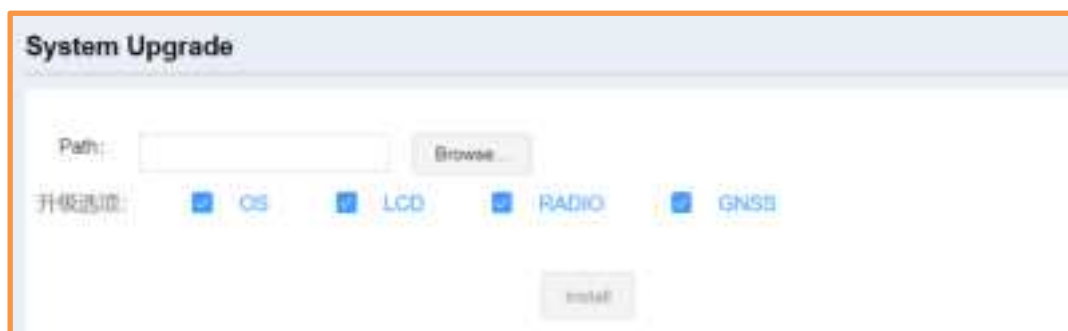 System Upgrade
Path:
Browse...
升级选项:
OS LCD RADIO GNSS
Install